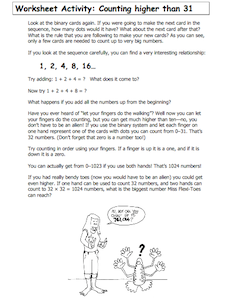 Worksheet Activity: Counting higher than 31
Look at the binary cards again. If you were going to make the next card in the
sequence, how many dots would it have? What about the next card after that?
What is the rule that you are following to make your new cards? As you can see,
only a few cards are needed to count up to very big numbers.
If you look at the sequence carefully, you can find a very interesting relationship:
1, 2, 4, 8, 16…
Try adding: 1 + 2 + 4 = ? What does it come to?
Now try 1 + 2 + 4 + 8 = ?
What happens if you add all the numbers up from the beginning?
Have you ever heard of "let your fingers do the walking"? Well now you can let
your fingers do the counting, but you can get much higher than ten—no, you
don't have to be an alien! If you use the binary system and let each finger on
one hand represent one of the cards with dots you can count from 0–31. That's
32 numbers. (Don't forget that zero is a number too!)
Try counting in order using your fingers. If a finger is up it is a one, and if it is
down it is a zero.
You can actually get from 0–1023 if you use both hands! That's 1024 numbers!
If you had really bendy toes (now you would have to be an alien) you could get
even higher. If one hand can be used to count 32 numbers, and two hands can
count to 32 × 32 = 1024 numbers, what is the biggest number Miss Flexi-Toes
can reach?
?